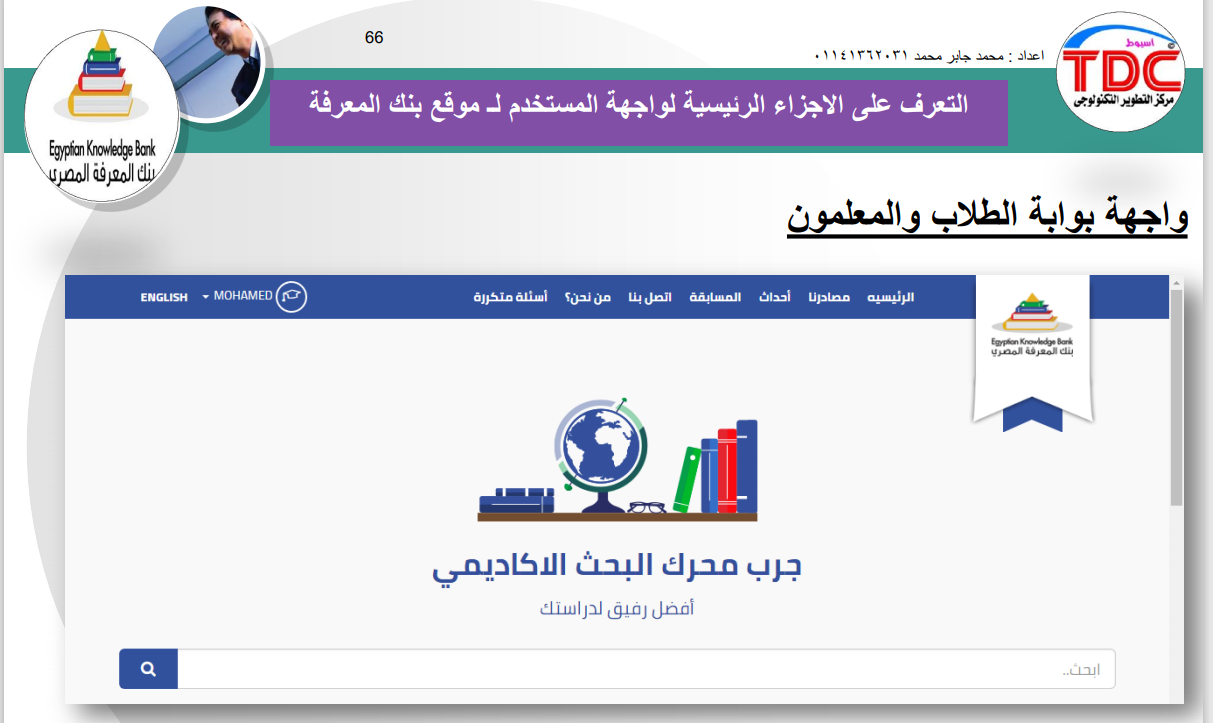 66
اعداد : محمد جابر محمد ٠١١٤١٣٦٢٠٣١
اسيوط
TDC
مركز التطوير التكنولوجى
التعرف على الاجزاء الرئيسية لواجهة المستخدم لـ موقع بنك المعرفة
Egyptian Knowledge Bank
بنك المعرفة المصري
واجهة بوابة الطلاب والمعلمون
الرئيسيه مصادرنا أحداث المسابقة اتصل بنا من نحن؟ أسئلة متكررة
MOHAMED
ENGLISH
Egyptian Knowledge Bank
بنك المعرفة المصري
جرب محرك البحث الاكاديمي
أفضل رفيق لدراستك
ابحث..